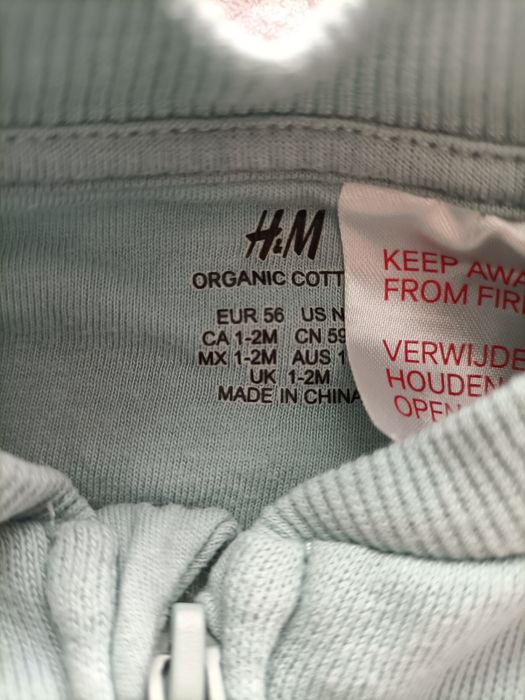 H&M
ORGANIC COTT
EUR 56 US N
CA 1-2M CN 59
MX 1-2M AUS 1
UK 1-2M
MADE IN CHINA
KEEP AWA
FROM FIR
VERWIJDE
HOUDEN
OPEN